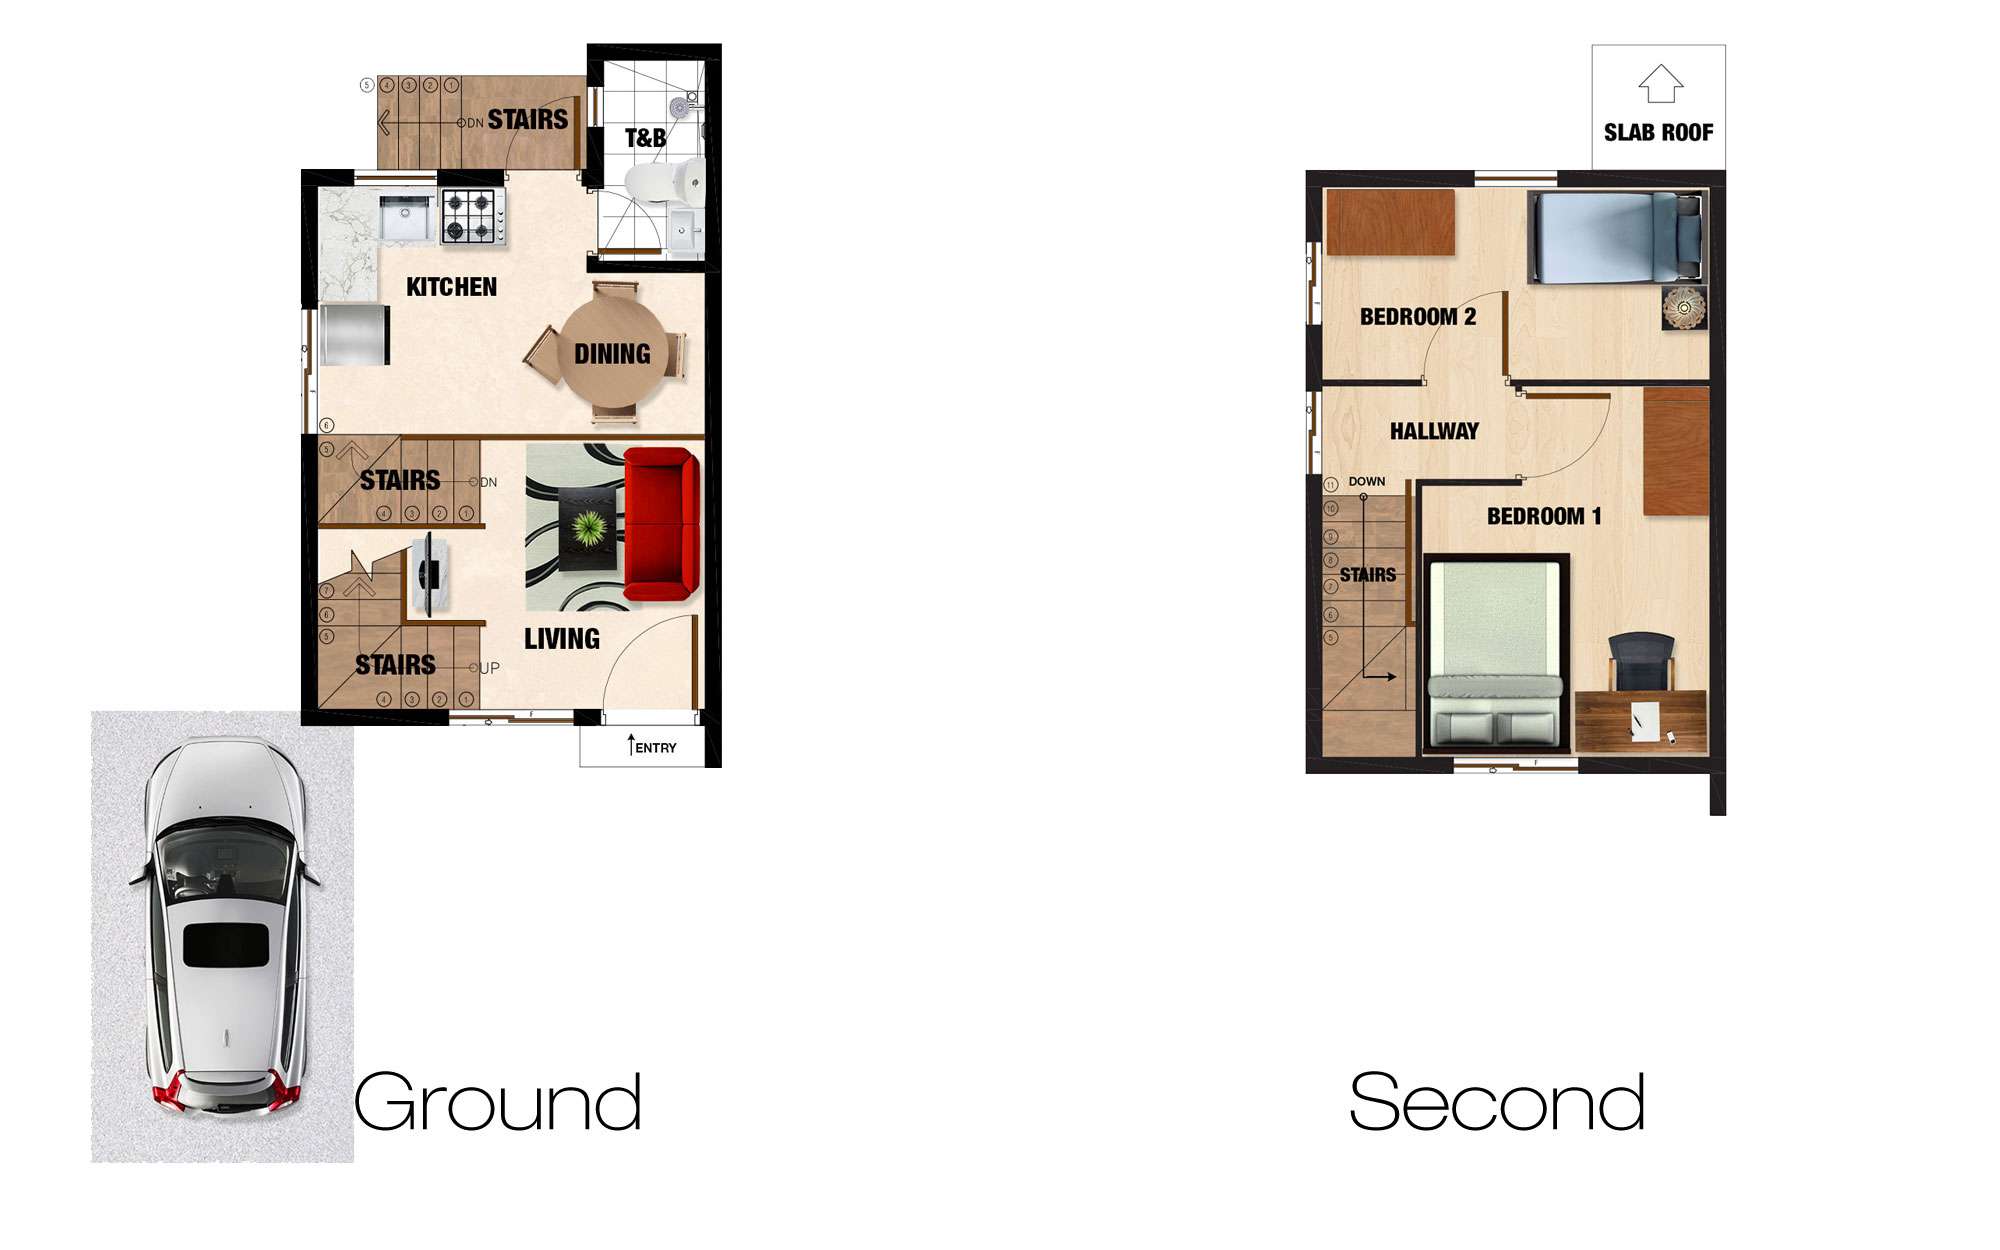 5 4 3 2 1
DN STAIRS
T&B
KITCHEN
DINING
6
5
STAIRS DN
4 3 2 1
7
6
5
LIVING
STAIRS UP
4 3 2 1
F
ENTRY
Ground
SLAB ROOF
BEDROOM 2
HALLWAY
11 DOWN
10
BEDROOM 1
9
8
STAIRS
7
6
5
F
Second